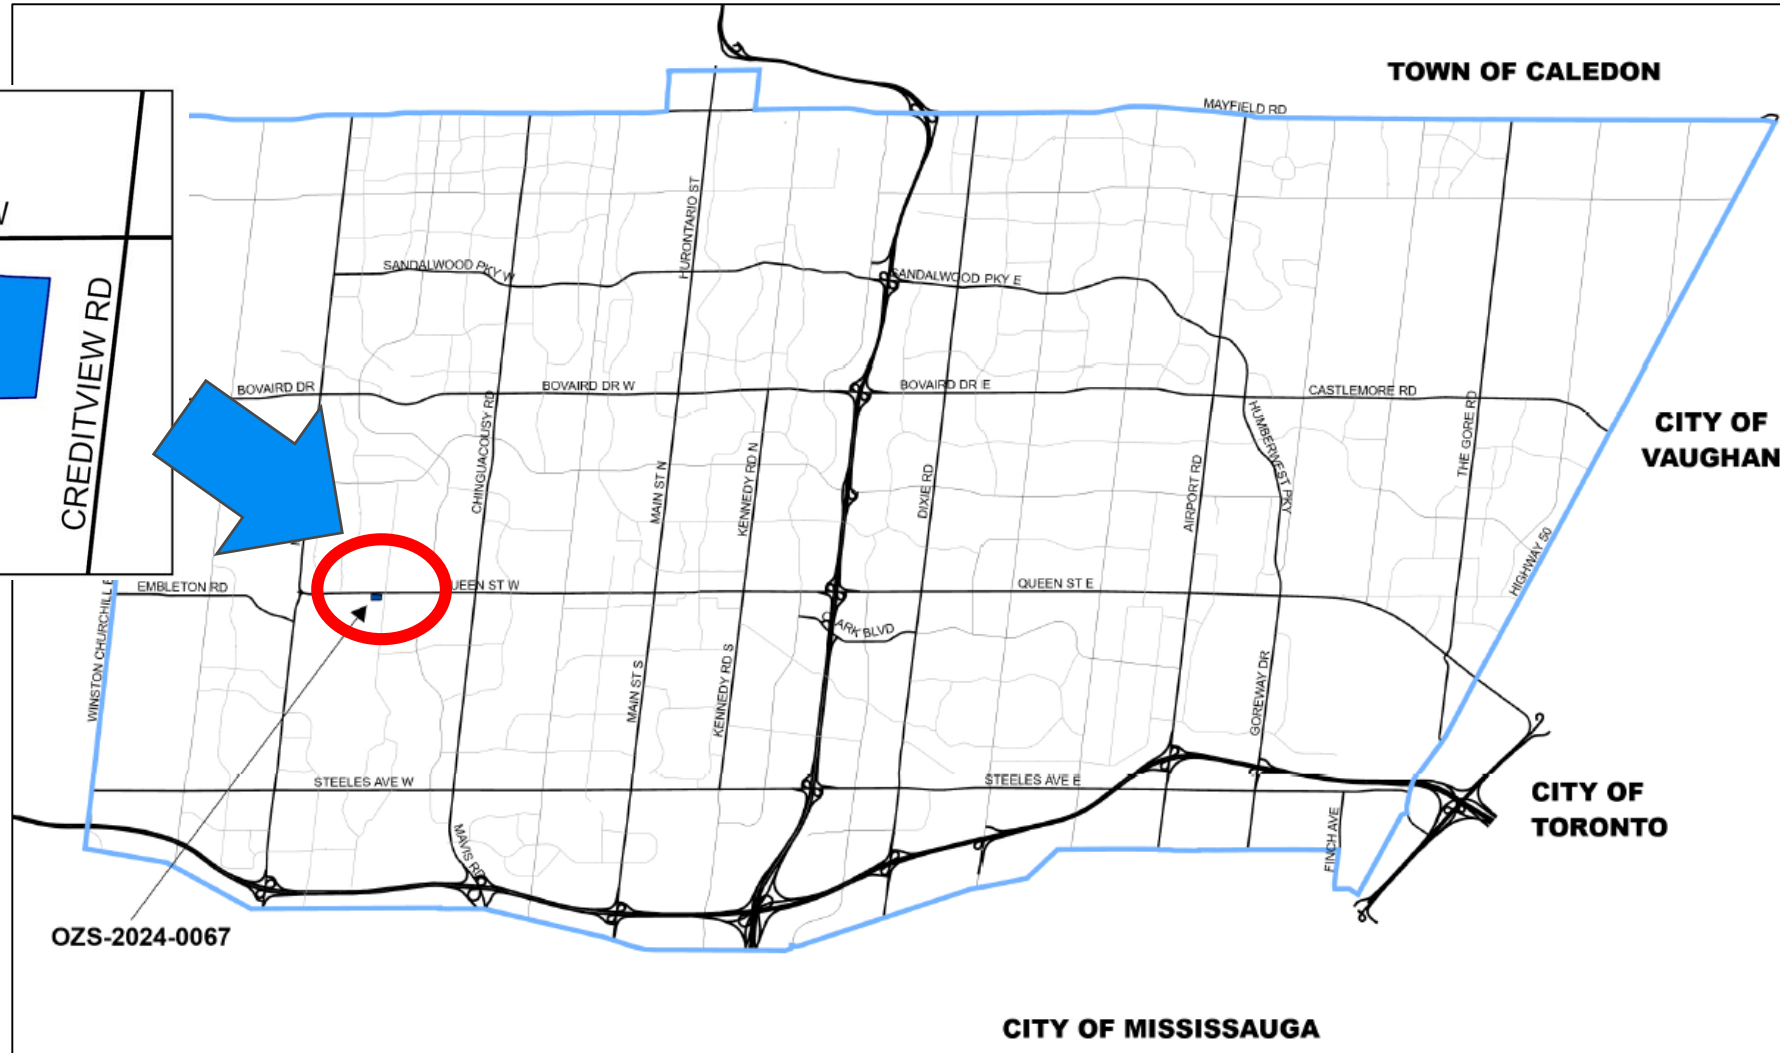 TOWN OF CALEDON
MAYFIELD RD
HURONTARIO ST
SANDALWOOD PKY W
SANDALWOOD PKY E
CREDITVIEW RD
BOVAIRD DR
BOVAIRD DR W
BOVAIRD DR E
CASTLEMORE RD
CITY OF
VAUGHAN
CHINGUACOUSY RD
MAIN ST N
KENNEDY RD N
DIXIE RD
AIRPORT RD
HUMBERWEST PKY
THE GORE RD
HIGHWAY 50
EMBLETON RD
UEEN ST W
QUEEN ST E
ARK BLVD
WINSTON CHURCHILL
MAIN ST S
KENNEDY RD S
GOREWAY DR
STEELES AVE W
STEELES AVE E
CITY OF
TORONTO
MAVIS RD
FINCH AVE
OZS-2024-0067
CITY OF MISSISSAUGA